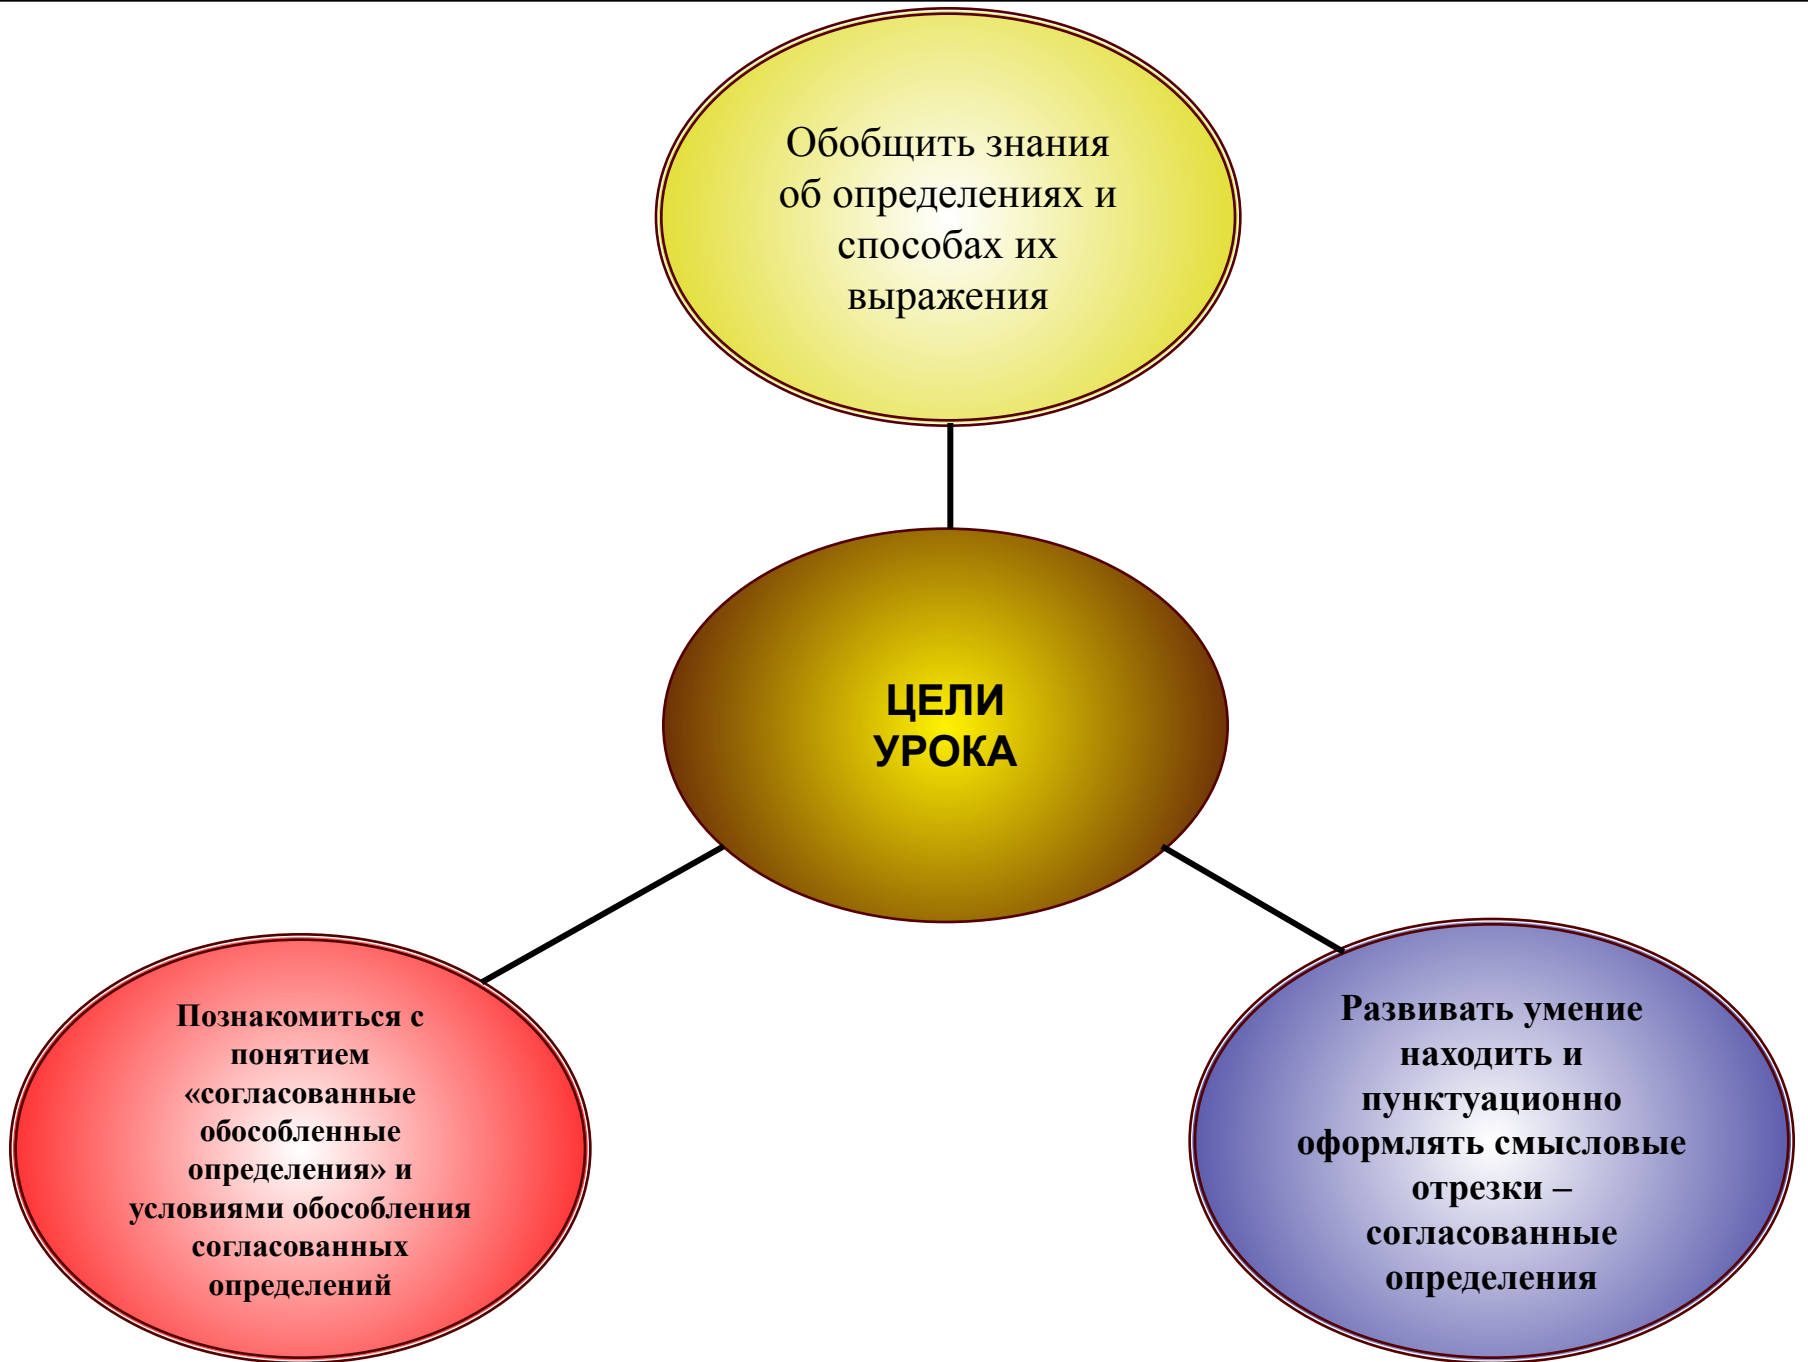 Обобщить знания
об определениях и
способах их
выражения
ЦЕЛИ
УРОКА
Познакомиться с
понятием
«согласованные
обособленные
определения» и
условиями обособления
согласованных
определений
Развивать умение
находить и
пунктуационно
оформлять смысловые
отрезки –
согласованные
определения